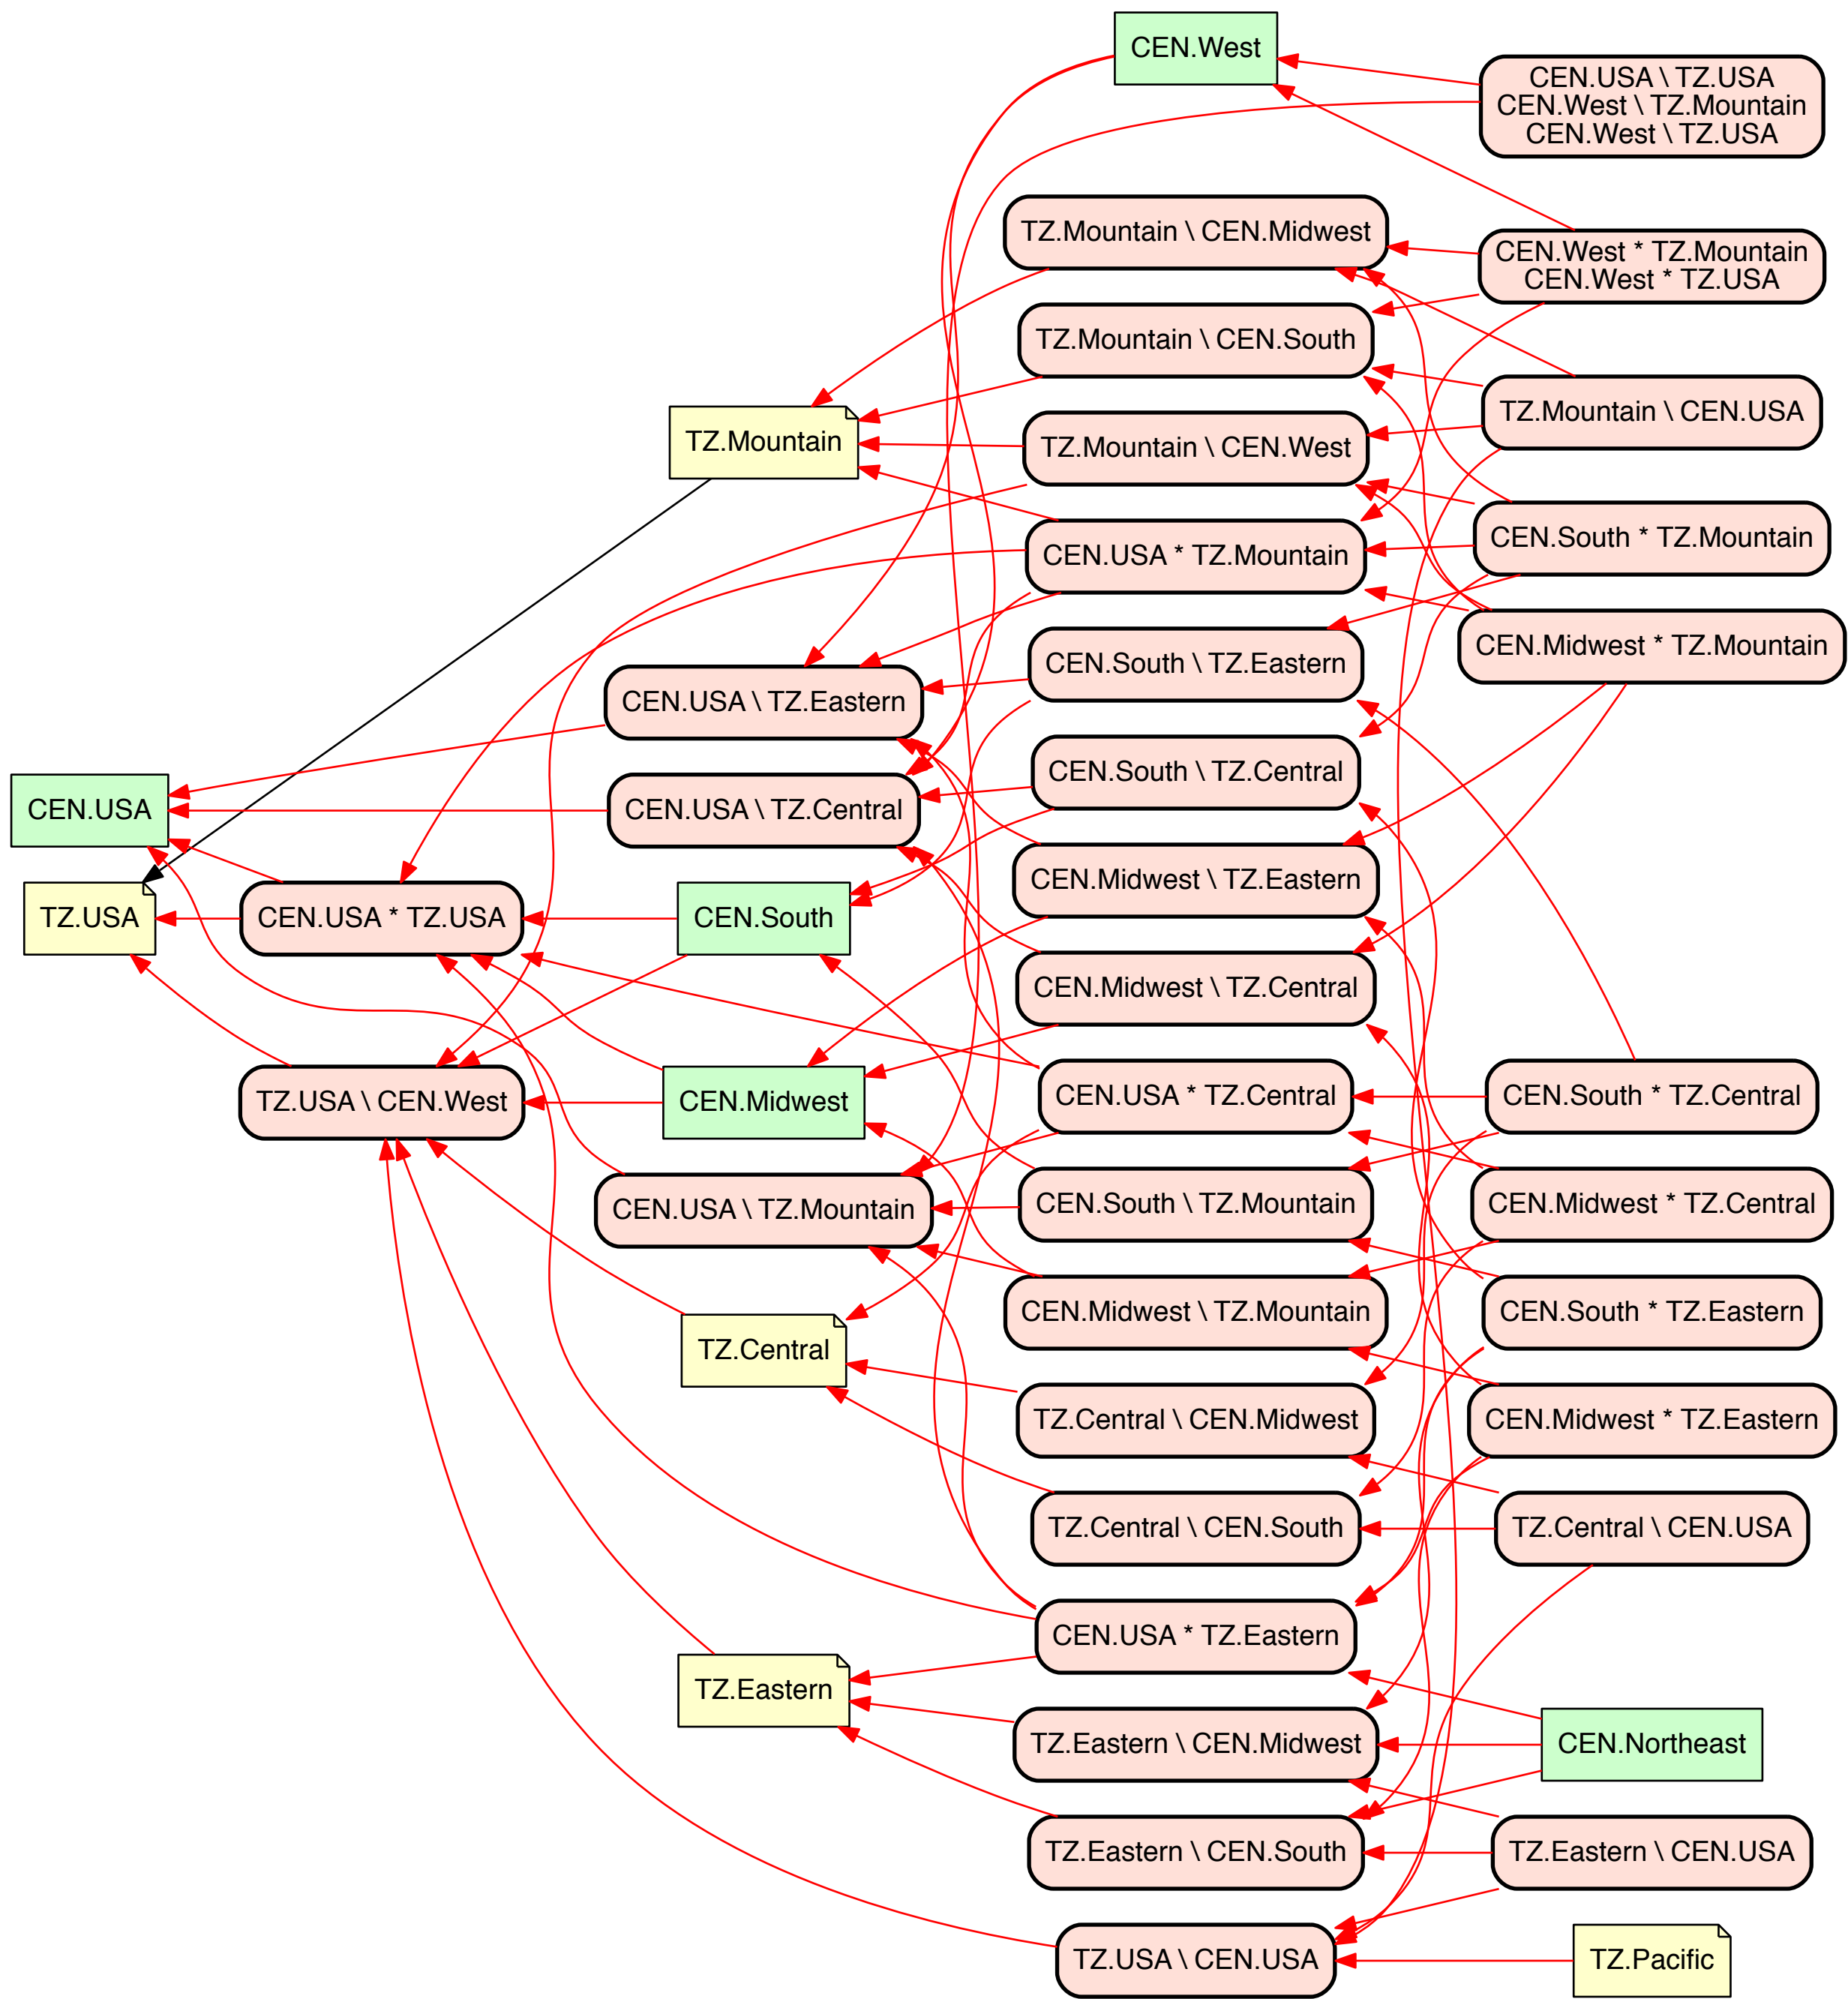 CEN.West
CEN.USA \ TZ.USA
CEN.West \ TZ.Mountain
CEN.West \ TZ.USA
TZ.Mountain \ CEN.Midwest
CEN.West * TZ.Mountain
CEN.West * TZ.USA
TZ.Mountain \ CEN.South
TZ.Mountain \ CEN.USA
TZ.Mountain
TZ.Mountain \ CEN.West
CEN.South * TZ.Mountain
CEN.USA * TZ.Mountain
CEN.Midwest * TZ.Mountain
CEN.South \ TZ.Eastern
CEN.USA \ TZ.Eastern
CEN.South \ TZ.Central
CEN.USA
CEN.USA \ TZ.Central
CEN.Midwest \ TZ.Eastern
TZ.USA
CEN.USA * TZ.USA
CEN.South
CEN.Midwest \ TZ.Central
TZ.USA \ CEN.West
CEN.Midwest
CEN.USA * TZ.Central
CEN.South * TZ.Central
CEN.USA \ TZ.Mountain
CEN.South \ TZ.Mountain
CEN.Midwest * TZ.Central
CEN.Midwest \ TZ.Mountain
CEN.South * TZ.Eastern
TZ.Central
TZ.Central \ CEN.Midwest
CEN.Midwest * TZ.Eastern
TZ.Central \ CEN.South
TZ.Central \ CEN.USA
CEN.USA * TZ.Eastern
TZ.Eastern
TZ.Eastern \ CEN.Midwest
CEN.Northeast
TZ.Eastern \ CEN.South
TZ.Eastern \ CEN.USA
TZ.USA \ CEN.USA
TZ.Pacific